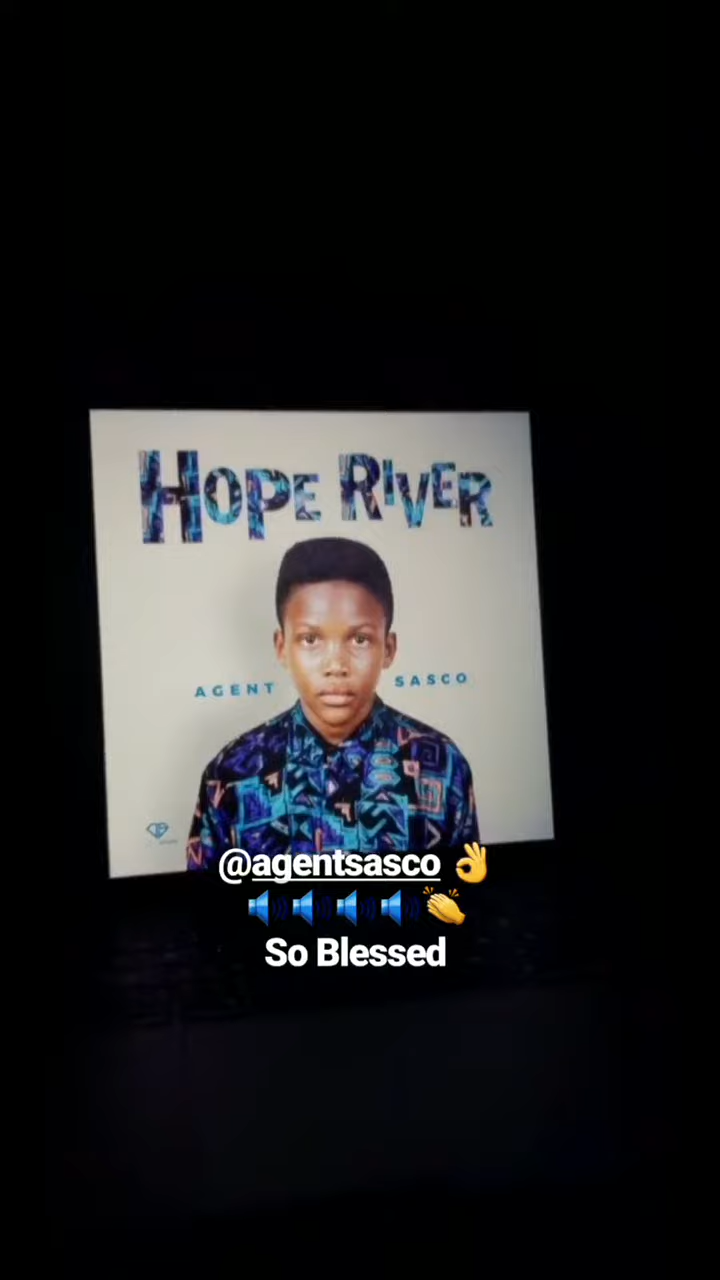 HOPE RIVER
AGENT SASCO
@agentsasco 👌
🔊🔊🔊🔊👏
So Blessed